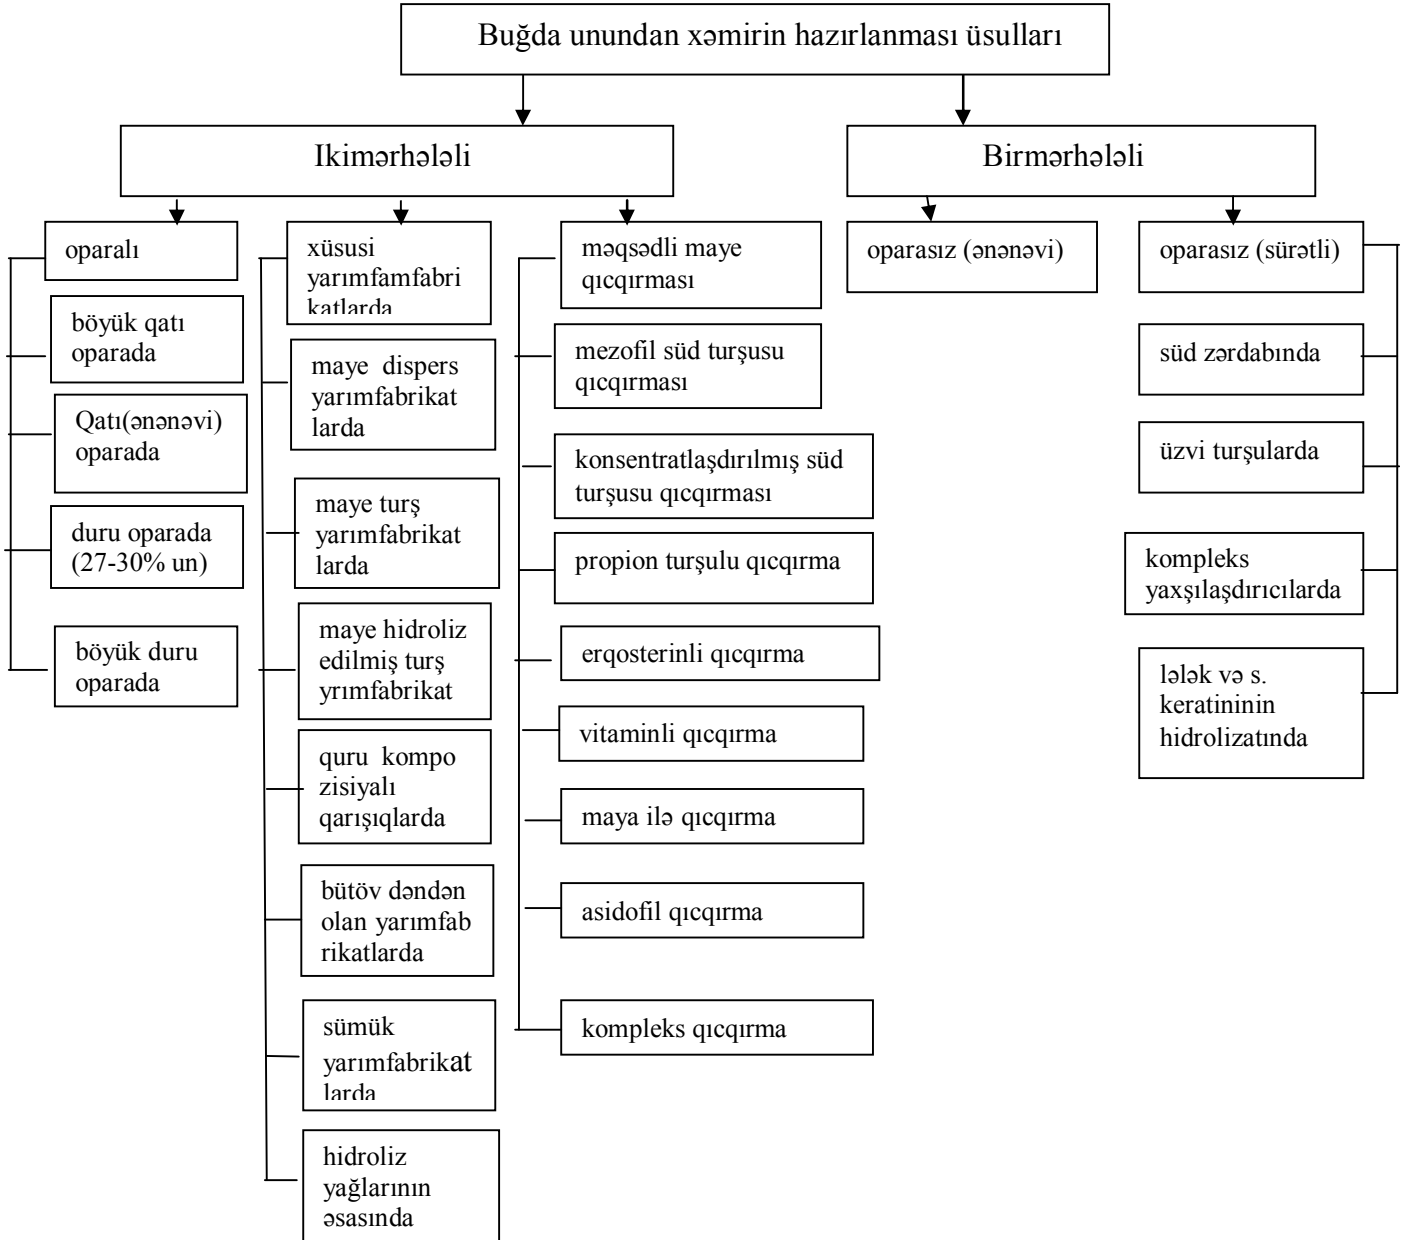 Buğda unundan xəmirin hazırlanması üsulları
Ikimərhələli
Birmərhələli
oparalı
böyük qatı
oparada
Qatı(ənənəvi)
oparada
duru oparada
(27-30% un)
böyük duru
oparada
xüsusi
yarımfamfabri
katlarda
maye dispers
yarımfabrikat
larda
maye turş
yarımfabrikat
larda
maye hidroliz
edilmiş turş
yrımfabrikat
quru kompo
zisiyalı
qarışıqlarda
bütöv dəndən
olan yarımfab
rikatlarda
sümük
yarımfabrikat
larda
hidroliz
yağlarının
əsasında
məqsədli maye
qıcqırması
mezofil süd turşusu
qıcqırması
konsentratlaşdırılmış süd
turşusu qıcqırması
propion turşulu qıcqırma
erqosterinli qıcqırma
vitaminli qıcqırma
maya ilə qıcqırma
asidofil qıcqırma
kompleks qıcqırma
oparasız (ənənəvi)
oparasız (sürətli)
süd zərdabında
üzvi turşularda
kompleks
yaxşılaşdırıcılarda
lələk və s.
keratininin
hidrolizatında